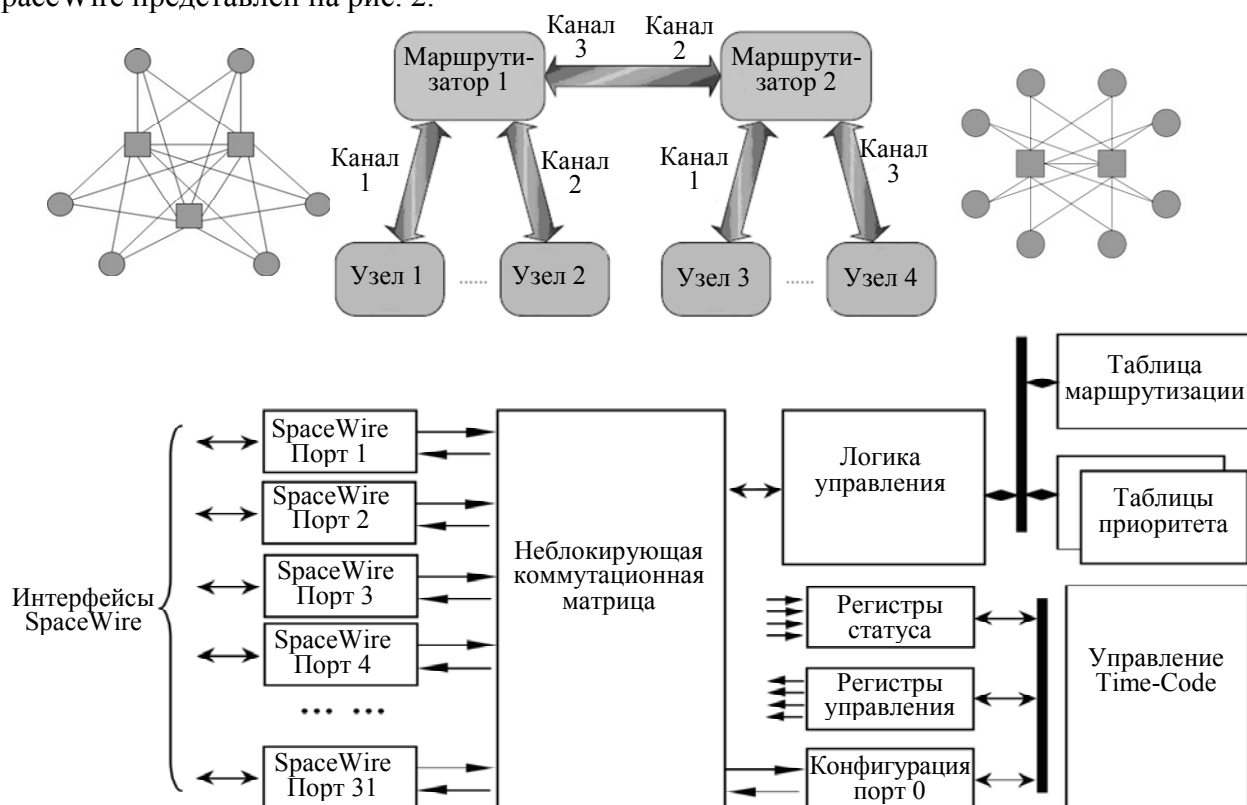 SpaceWire представлен на рис. 2.
Канал
3
Канал
2
Маршрути-
затор 1
Маршрути-
затор 2
Канал
1
Канал
2
Канал
1
Канал
3
Узел 1
......
Узел 2
Узел 3
......
Узел 4
Таблица
маршрутизации
SpaceWire
Порт 1
Логика
управления
SpaceWire
Порт 2
Таблицы
приоритета
Неблокирующая
коммутационная
матрица
SpaceWire
Порт 3
Интерфейсы
SpaceWire
Регистры
статуса
SpaceWire
Порт 4
Управление
Time-Code
Регистры
управления
... ...
SpaceWire
Порт 31
Конфигурация
порт 0